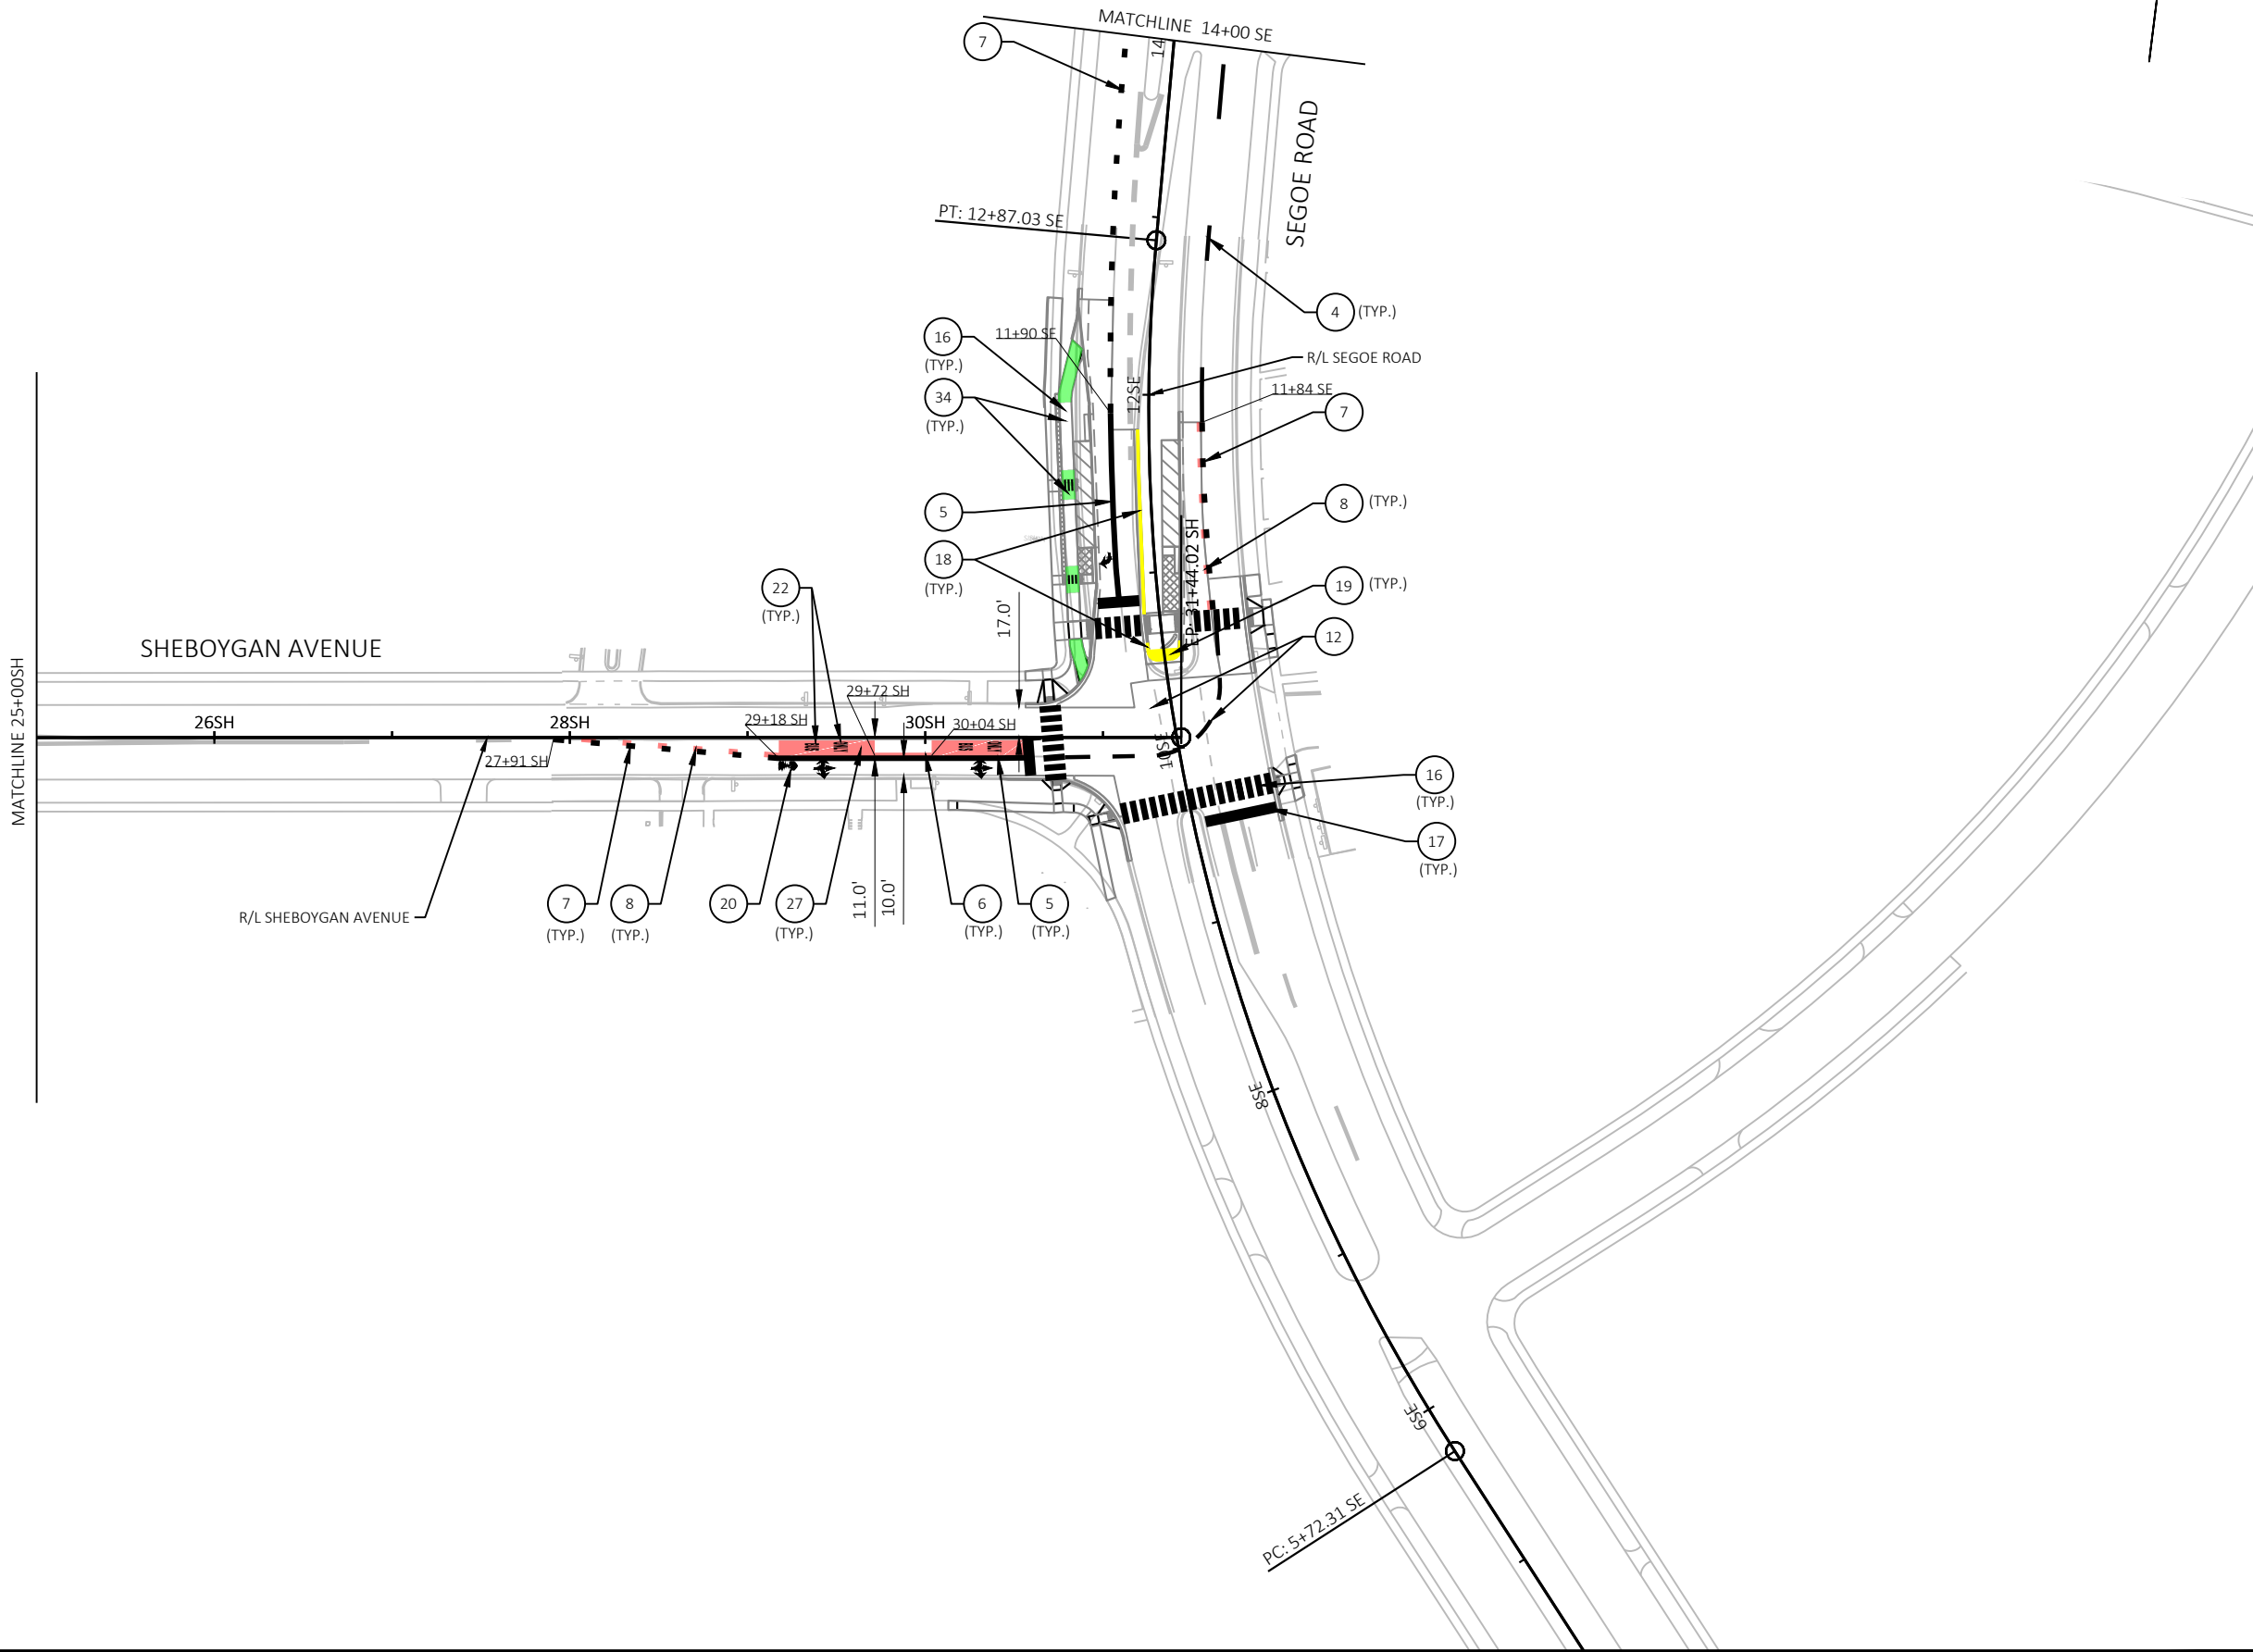 MATCHLINE 14+00 SE
7
14
SEGOE ROAD
PT: 12+87.03 SE
4 (TYP.)
16
(TYP.)
11+90 SE
R/L SEGOE ROAD
34
(TYP.)
12SE
11+84 SE
7
5
8 (TYP.)
18
(TYP.)
EP: 31+44.02 SH
19 (TYP.)
22
(TYP.)
17.0'
12
SHEBOYGAN AVENUE
MATCHLINE 25+00SH
29+72 SH
26SH
28SH
29+18 SH
30SH
30+04 SH
10SE
27+91 SH
16
(TYP.)
17
(TYP.)
R/L SHEBOYGAN AVENUE
7
(TYP.)
8
(TYP.)
20
27
(TYP.)
11.0'
10.0'
6
(TYP.)
5
(TYP.)
8SE
6SE
PC: 5+72.31 SE